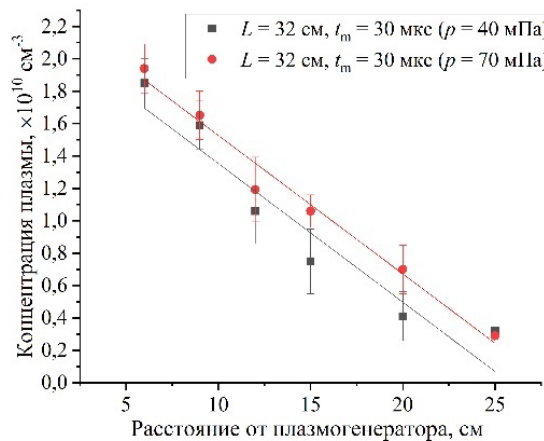 L = 32 см, tm = 30 мкс (p = 40 мПа)
L = 32 см, tm = 30 мкс (p = 70 мПа)
Концентрация плазмы, ×10^10 см^-3
2,2
2,0
1,8
1,6
1,4
1,2
1,0
0,8
0,6
0,4
0,2
0,0
5 10 15 20 25
Расстояние от плазмогенератора, см